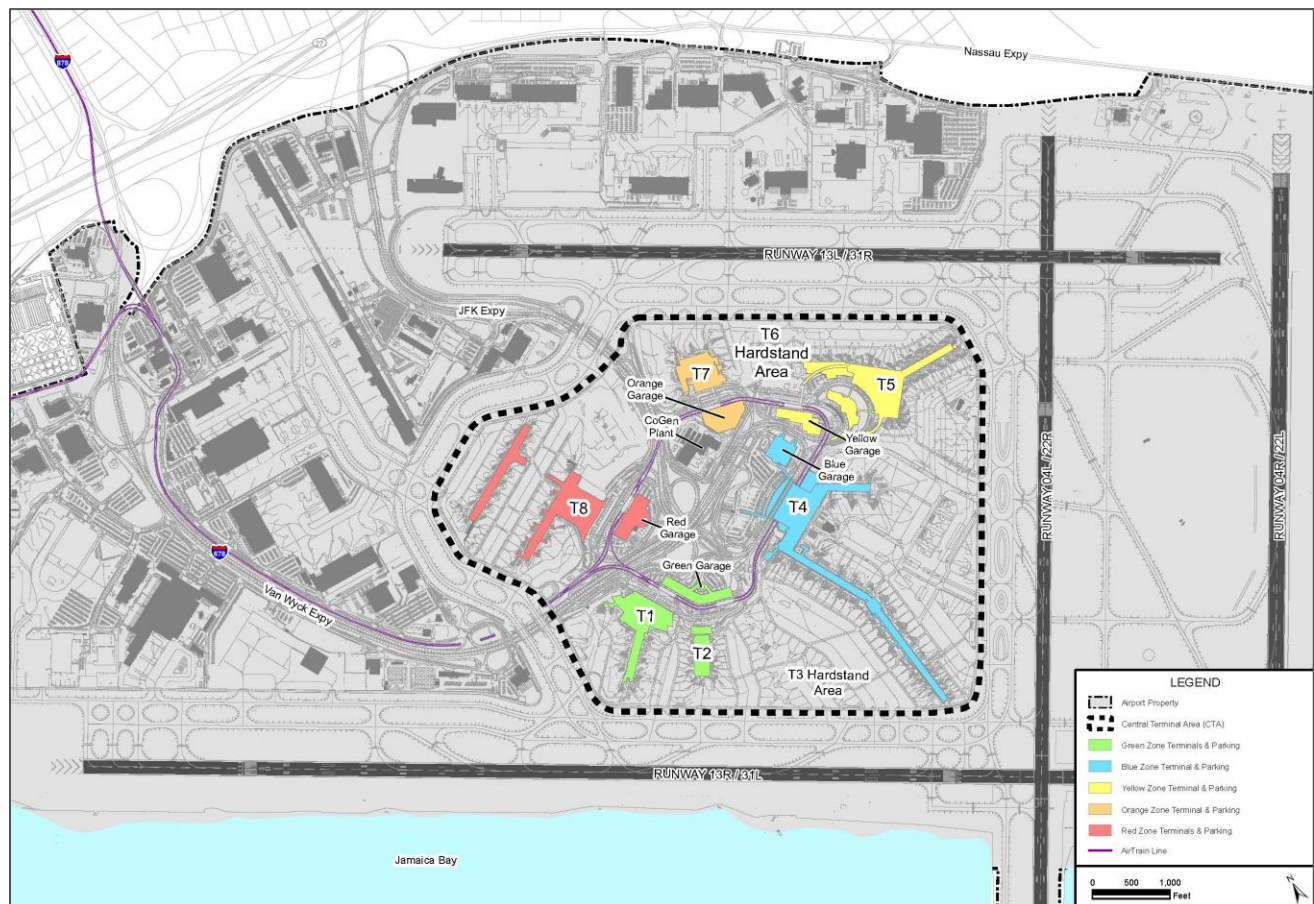 878
27
Nassau Expy
RUNWAY 13L / 31R
JFK Expy
T6
Hardstand
Area
T7
T5
Orange
Garage
CoGen
Plant
Yellow
Garage
Blue
Garage
T4
T8
Red
Garage
Green Garage
T1
T2
T3 Hardstand
Area
678
Van Wyck Expy
RUNWAY 04L / 22R
RUNWAY 04R / 22L
RUNWAY 13R / 31L
Jamaica Bay
LEGEND
Airport Property
Central Terminal Area (CTA)
Green Zone Terminals & Parking
Blue Zone Terminal & Parking
Yellow Zone Terminal & Parking
Orange Zone Terminal & Parking
Red Zone Terminals & Parking
AirTrain Line
0 500 1,000
Feet
N